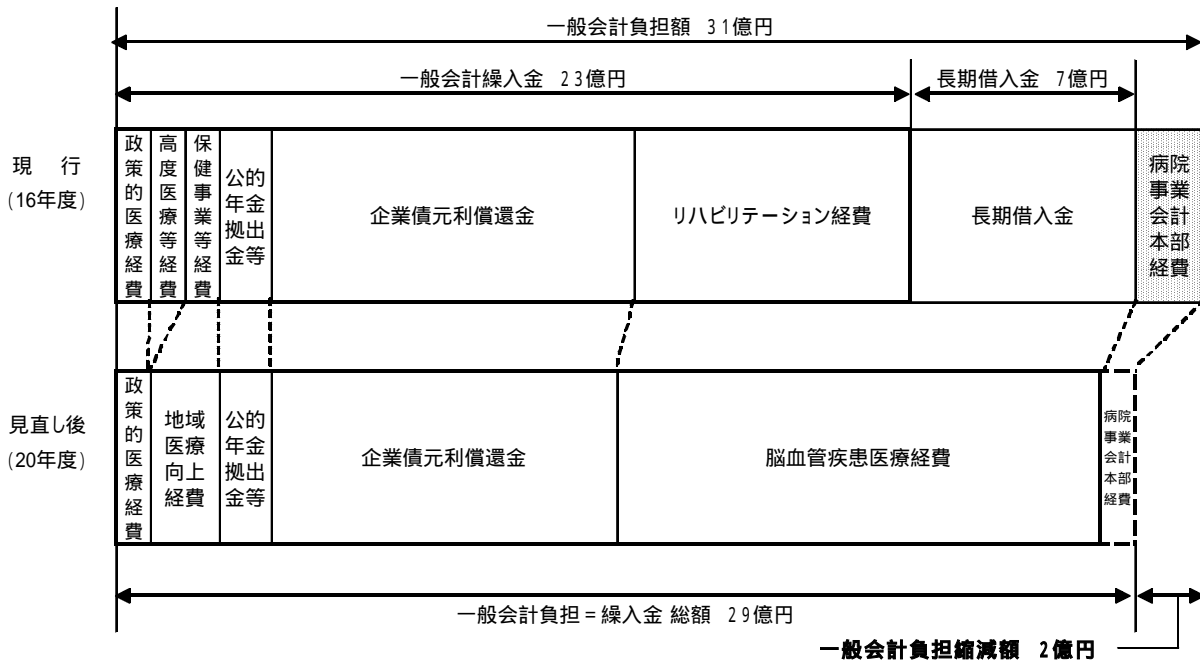 一般会計負担額 31億円
一般会計繰入金 23億円
長期借入金 7億円
現 行
(16年度)
政策的医療経費
高度医療等経費
保健事業等経費
公的
年金
拠出
金等
企業債元利償還金
リハビリテーション経費
長期借入金
病院
事業
会計
本部
経費
見直し後
(20年度)
政策的医療経費
地域
医療
向上
経費
公的
年金
拠出
金等
企業債元利償還金
脳血管疾患医療経費
病院
事業
会計
本部
経費
一般会計負担=繰入金 総額 29億円
一般会計負担縮減額 2億円